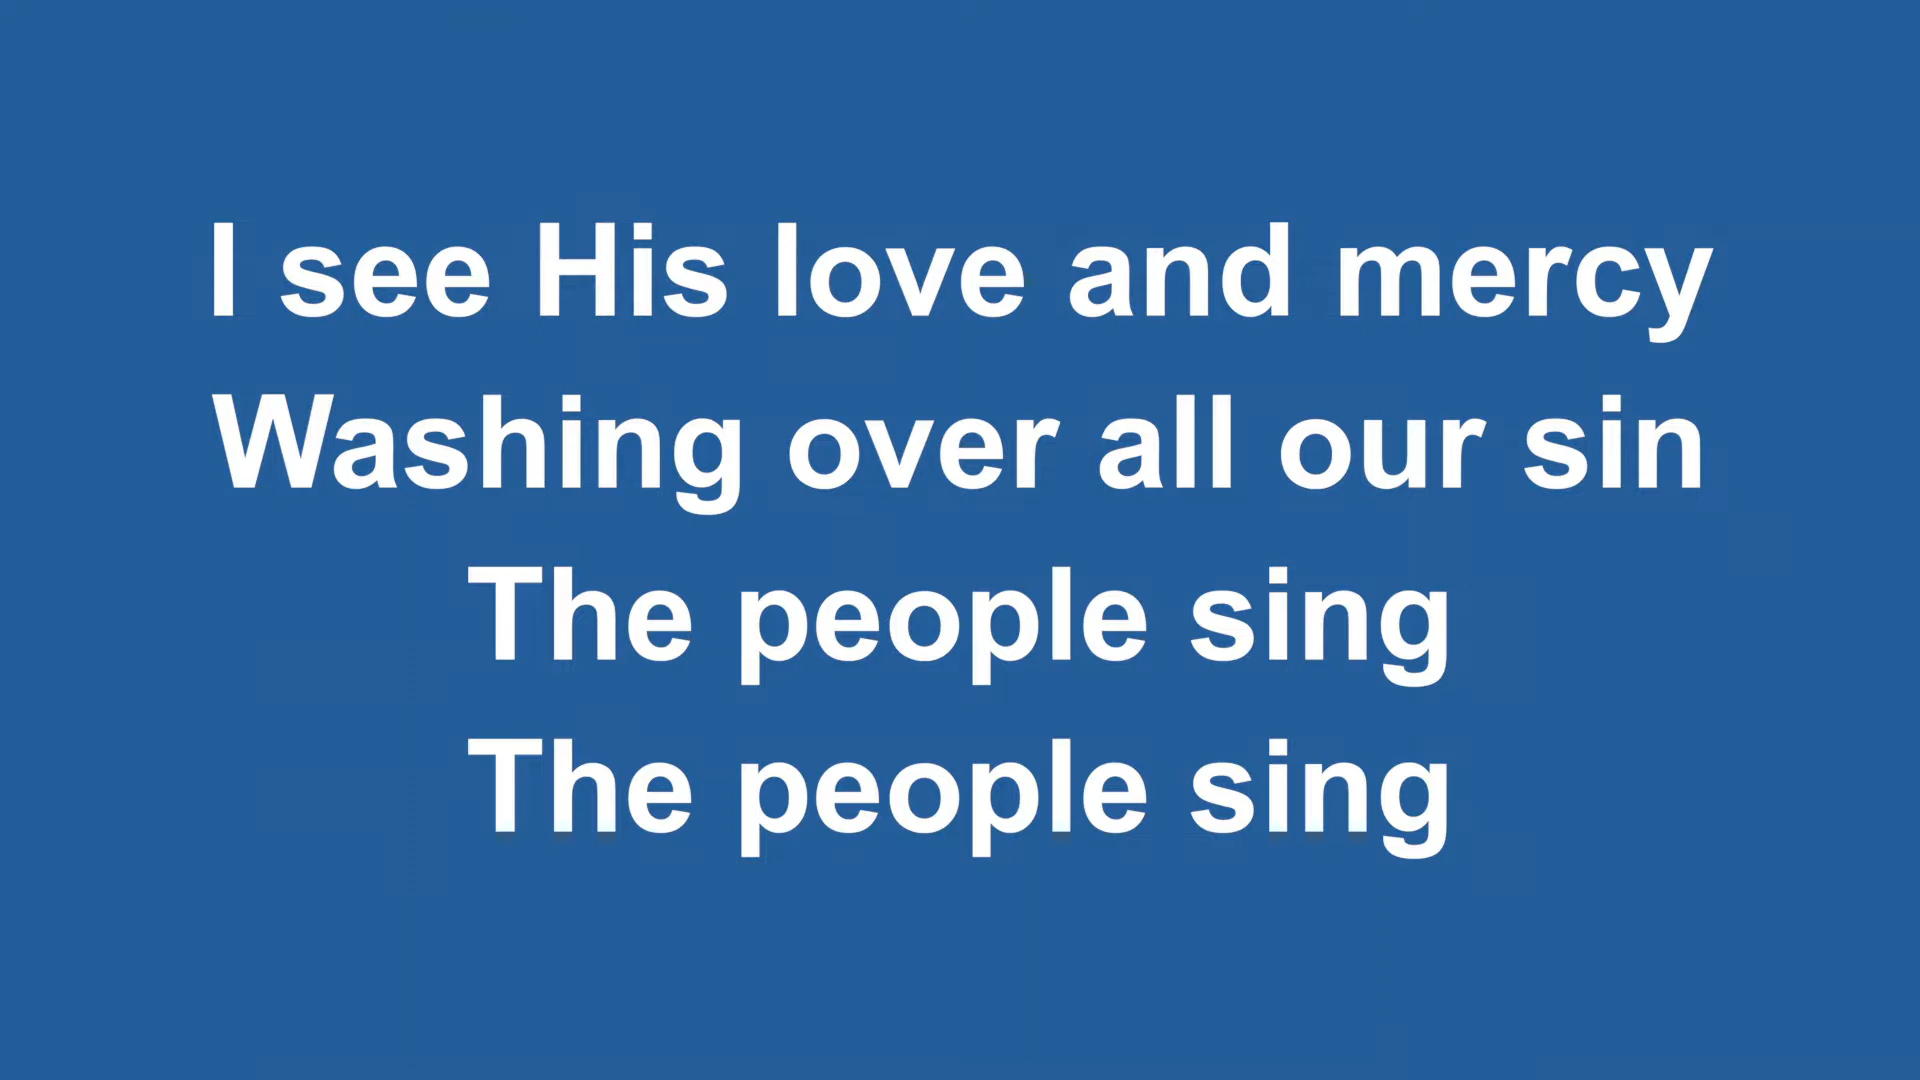 I see His love and mercy
Washing over all our sin
The people sing
The people sing